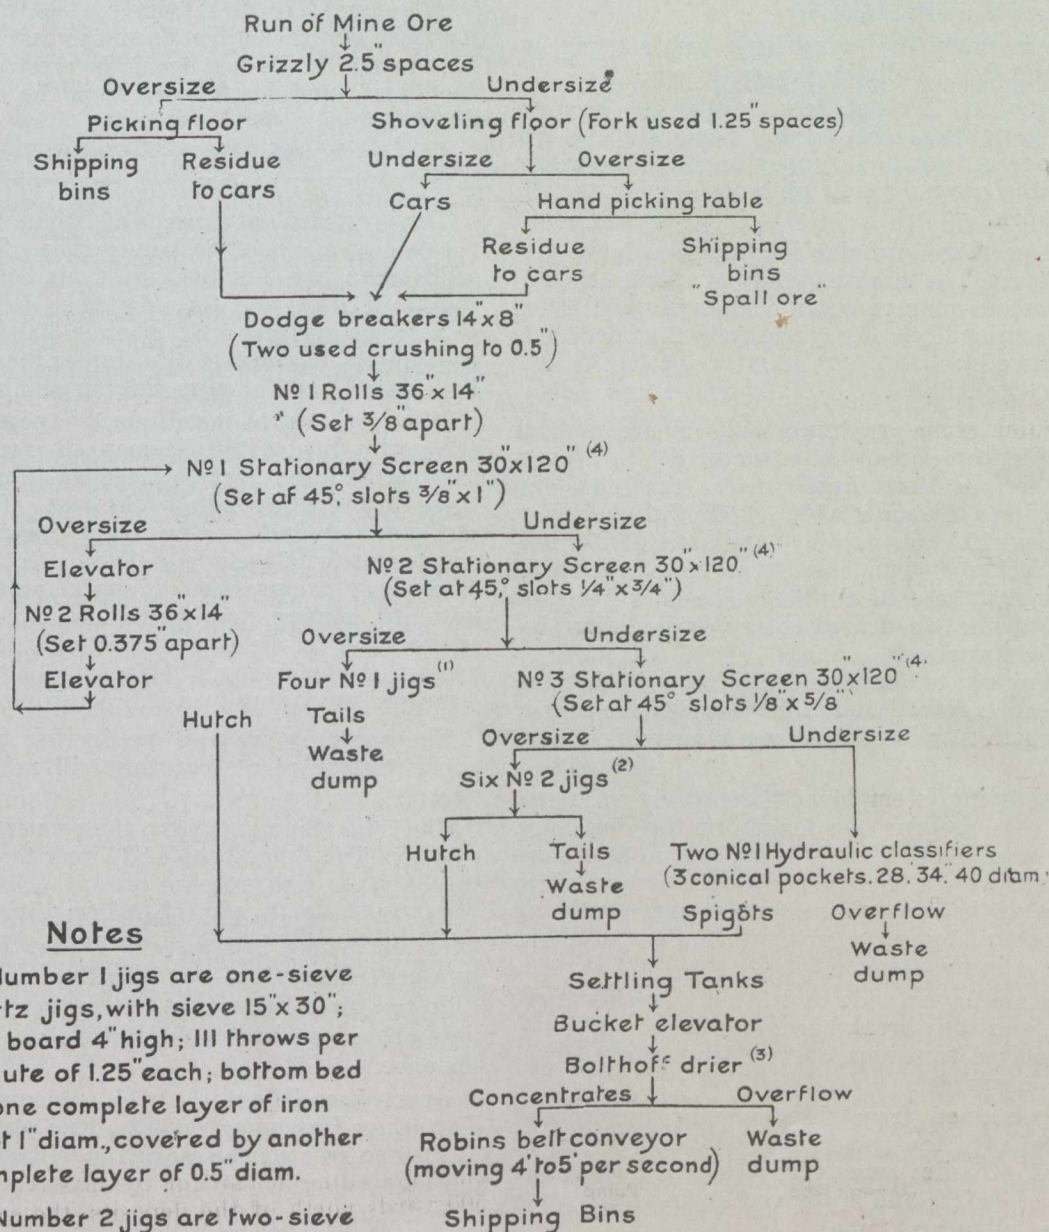 Run of Mine Ore
Grizzly 2.5" spaces
Oversize
Undersize
Picking floor
Shoveling floor (Fork used 1.25" spaces)
Shipping bins
Residue to cars
Undersize
Oversize
Cars
Hand picking table
Residue to cars
Shipping bins
"Spall ore"
Dodge breakers 14"x8"
(Two used crushing to 0.5")
Nº 1 Rolls 36"x 14"
(Set 3/8" apart)
Nº 1 Stationary Screen 30"x120" (4)
(Set at 45°, slots 3/8"x 1")
Oversize
Undersize
Elevator
Nº 2 Rolls 36"x14"
(Set 0.375" apart)
Elevator
Nº 2 Stationary Screen 30"x120" (4)
(Set at 45°, slots 1/4"x 3/4")
Oversize
Undersize
Four Nº 1 jigs (1)
Nº 3 Stationary Screen 30"x120" (4.
(Set at 45° slots 1/8"x 5/8"
Hutch
Tails
Waste dump
Oversize
Undersize
Six Nº 2 jigs (2)
Hutch
Tails
Waste dump
Two Nº 1 Hydraulic classifiers
(3 conical pockets. 28". 34". 40 diam.
Spigots
Overflow
Waste dump
Settling Tanks
Bucket elevator
Bolthoff drier (3)
Concentrates
Overflow
Robins belt conveyor
(moving 4' to 5' per second)
Waste dump
Shipping Bins
Notes
Number 1 jigs are one-sieve
rtz jigs, with sieve 15"x 30";
board 4" high; 111 throws per
ute of 1.25" each; bottom bed
one complete layer of iron
t 1" diam., covered by another
mplete layer of 0.5" diam.
Number 2 jigs are two-sieve